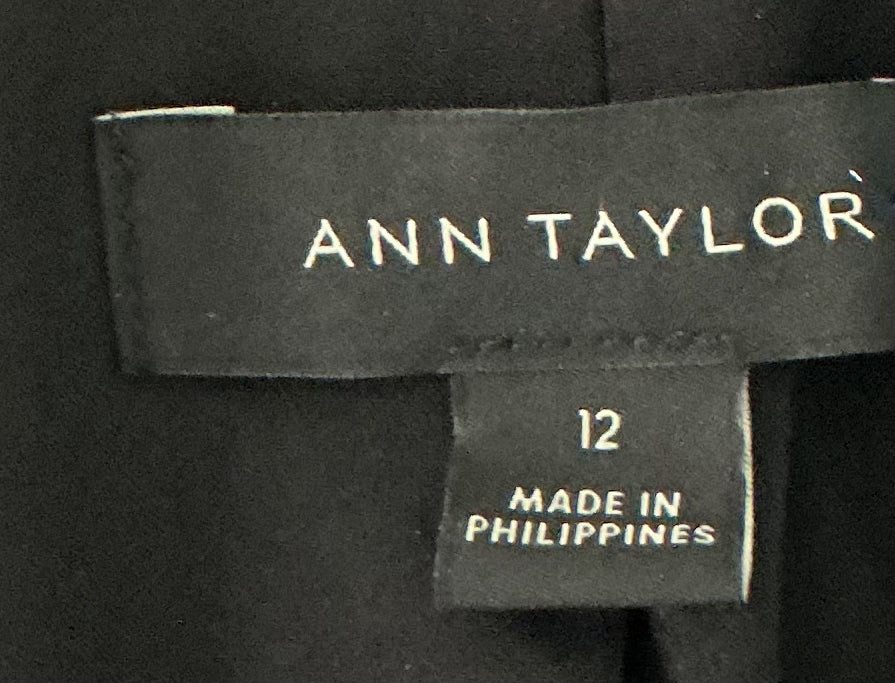 ANN TAYLOR
12
MADE IN
PHILIPPINES